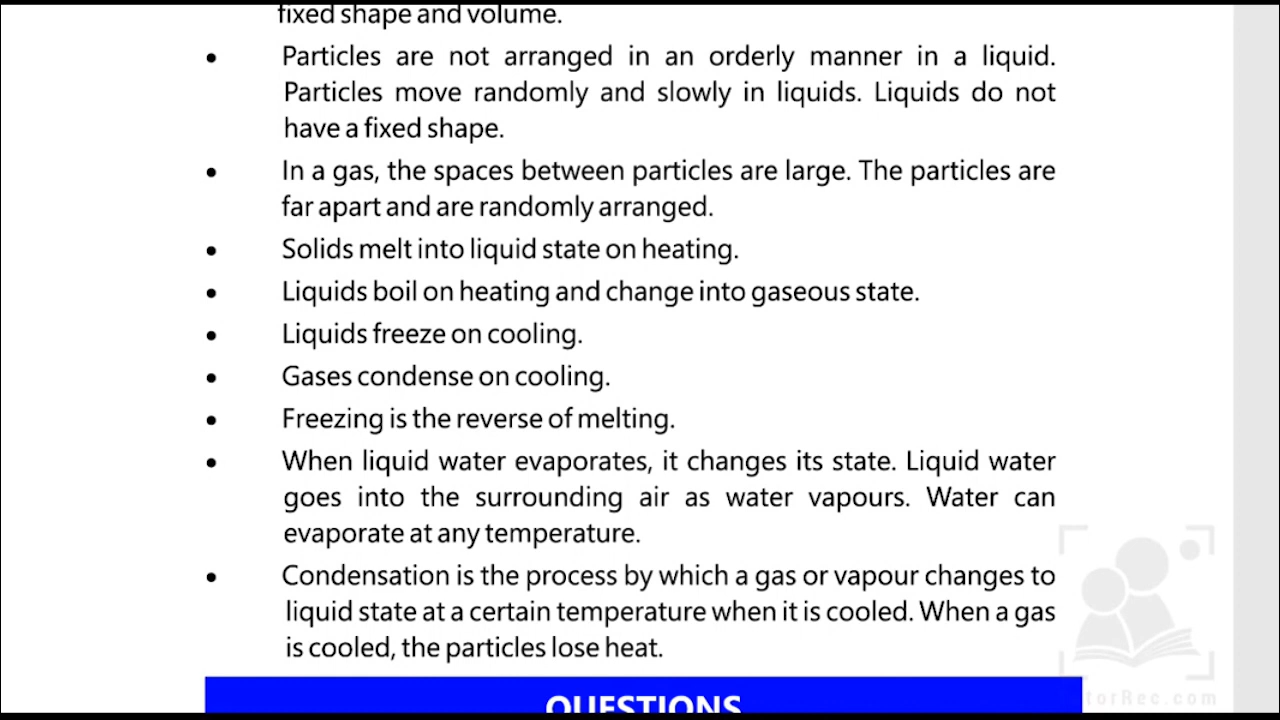 fixed shape and volume.
• Particles are not arranged in an orderly manner in a liquid.
Particles move randomly and slowly in liquids. Liquids do not
have a fixed shape.
• In a gas, the spaces between particles are large. The particles are
far apart and are randomly arranged.
• Solids melt into liquid state on heating.
• Liquids boil on heating and change into gaseous state.
• Liquids freeze on cooling.
• Gases condense on cooling.
• Freezing is the reverse of melting.
• When liquid water evaporates, it changes its state. Liquid water
goes into the surrounding air as water vapours. Water can
evaporate at any temperature.
• Condensation is the process by which a gas or vapour changes to
liquid state at a certain temperature when it is cooled. When a gas
is cooled, the particles lose heat.
QUESTIONS